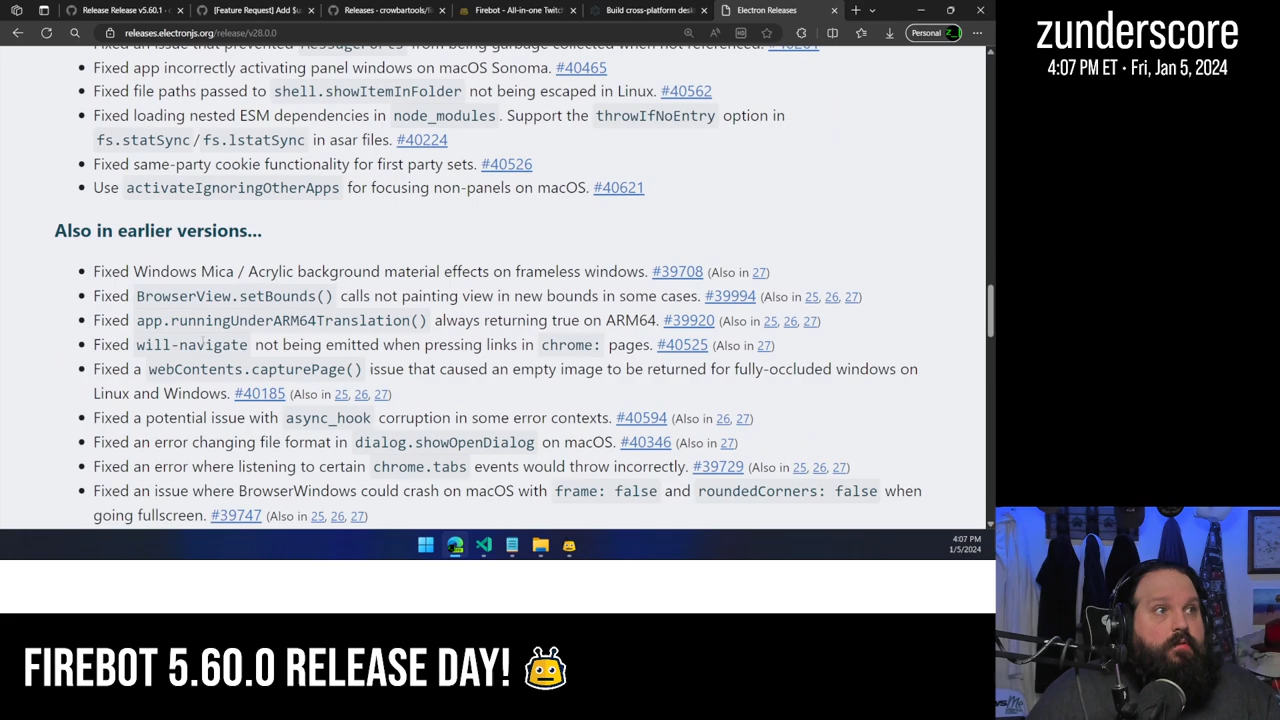 Release Release v5.60.1 · c
[Feature Request] Add $u
Releases · crowbartools/fi
Firebot - All-in-one Twitch
Build cross-platform desk
Electron Releases
releases.electronjs.org/release/v28.0.0
Personal
zunderscore
4:07 PM ET • Fri, Jan 5, 2024
from being garbage collected when not referenced. #40201
• Fixed app incorrectly activating panel windows on macOS Sonoma. #40465
• Fixed file paths passed to shell.showItemInFolder not being escaped in Linux. #40562
• Fixed loading nested ESM dependencies in node_modules. Support the throwIfNoEntry option in
fs.statSync/fs.lstatSync in asar files. #40224
• Fixed same-party cookie functionality for first party sets. #40526
• Use activateIgnoringOtherApps for focusing non-panels on macOS. #40621
Also in earlier versions...
• Fixed Windows Mica / Acrylic background material effects on frameless windows. #39708 (Also in 27)
• Fixed BrowserView.setBounds() calls not painting view in new bounds in some cases. #39994 (Also in 25, 26, 27)
• Fixed app.runningUnderARM64Translation() always returning true on ARM64. #39920 (Also in 25, 26, 27)
• Fixed will-navigate not being emitted when pressing links in chrome: pages. #40525 (Also in 27)
• Fixed a webContents.capturePage() issue that caused an empty image to be returned for fully-occluded windows on
Linux and Windows. #40185 (Also in 25, 26, 27)
• Fixed a potential issue with async_hook corruption in some error contexts. #40594 (Also in 26, 27)
• Fixed an error changing file format in dialog.showOpenDialog on macOS. #40346 (Also in 27)
• Fixed an error where listening to certain chrome.tabs events would throw incorrectly. #39729 (Also in 25, 26, 27)
• Fixed an issue where BrowserWindows could crash on macOS with frame: false and roundedCorners: false when
going fullscreen. #39747 (Also in 25, 26, 27)
4:07 PM
1/5/2024
FIREBOT 5.60.0 RELEASE DAY!